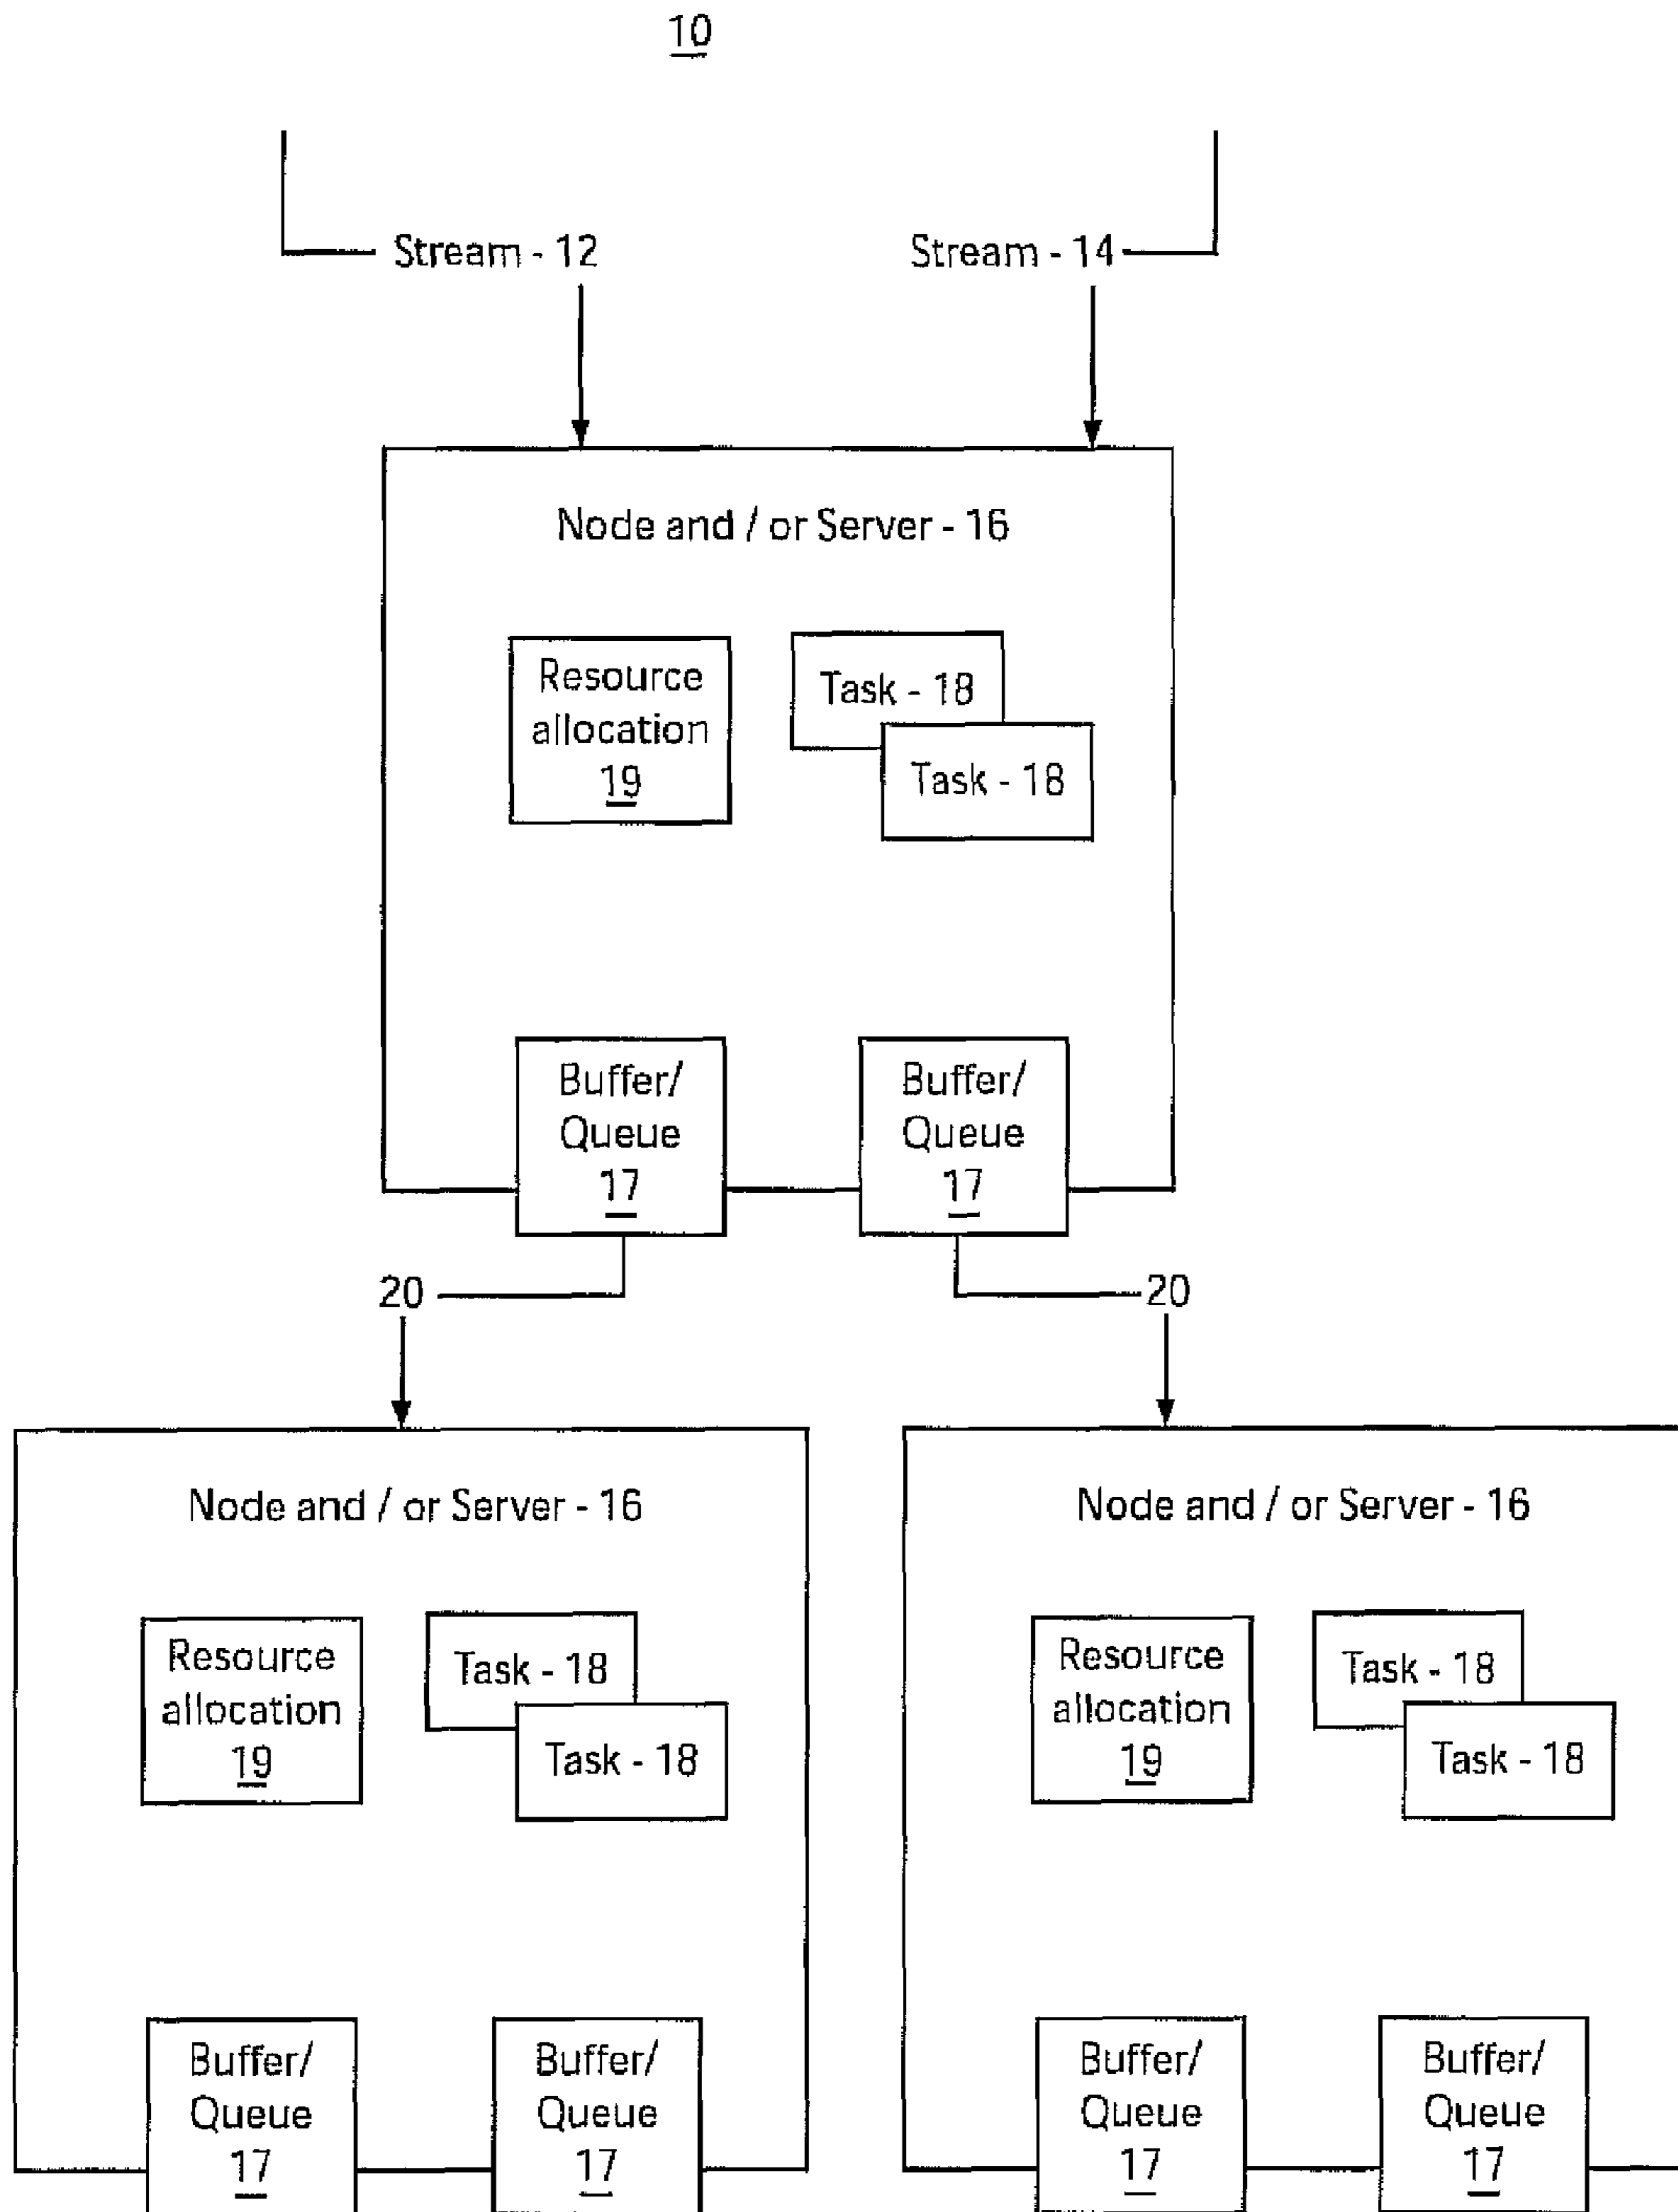 10
Stream - 12
Stream - 14
Node and / or Server - 16
Resource
allocation
19
Task - 18
Task - 18
Buffer/
Queue
17
Buffer/
Queue
17
20
20
Node and / or Server - 16
Resource
allocation
19
Task - 18
Task - 18
Buffer/
Queue
17
Buffer/
Queue
17
Node and / or Server - 16
Resource
allocation
19
Task - 18
Task - 18
Buffer/
Queue
17
Buffer/
Queue
17